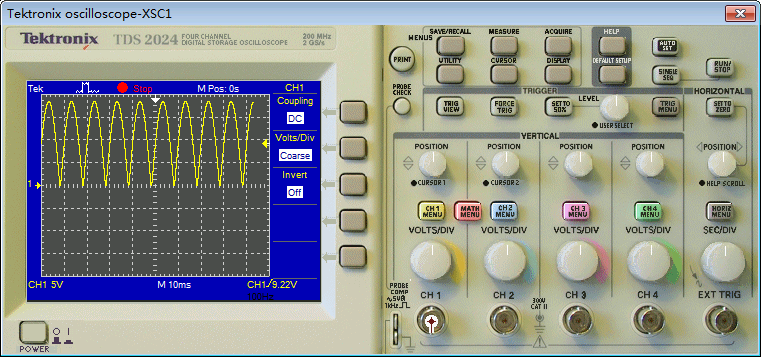 Tektronix oscilloscope-XSC1
Tektronix
TDS 2024
FOUR CHANNEL
DIGITAL STORAGE OSCILLOSCOPE
200 MHz
2 GS/s
Tek
Stop
M Pos: 0s
CH1
Coupling
DC
Volts/Div
Coarse
Invert
Off
1
CH1 5V
M 10ms
CH1 9.22V
POWER
PRINT
PROBE
CHECK
MENUS
SAVE/RECALL
MEASURE
ACQUIRE
HELP
AUTO
SET
UTILITY
CURSOR
DISPLAY
DEFAULT SETUP
SINGLE
SEQ
RUN/
STOP
TRIGGER
TRIG
VIEW
FORCE
TRIG
SET TO
50%
LEVEL
USER SELECT
TRIG
MENU
HORIZONTAL
SET TO
ZERO
VERTICAL
POSITION
POSITION
POSITION
POSITION
POSITION
CURSOR 1
CURSOR 2
HELP SCROLL
CH 1
MENU
MATH
MENU
CH 2
MENU
CH 3
MENU
CH 4
MENU
HORIZ
MENU
VOLTS/DIV
VOLTS/DIV
VOLTS/DIV
VOLTS/DIV
SEC/DIV
PROBE
COMP
~5V
1kHz
CH 1
CH 2
300V
CAT II
CH 3
CH 4
EXT TRIG